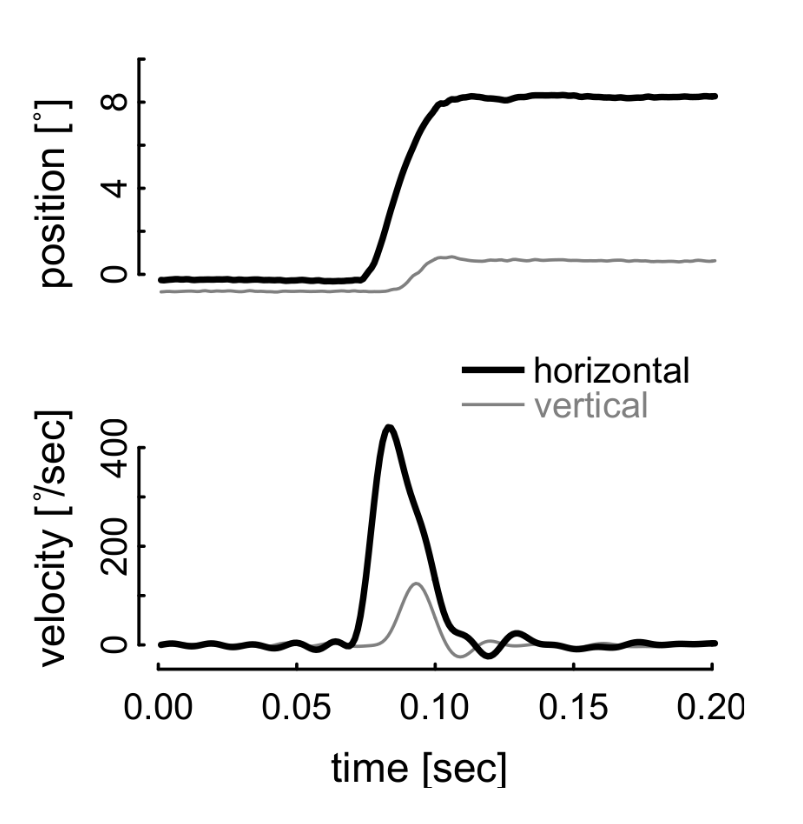 position [°]
8
4
0
horizontal
vertical
velocity [°/sec]
400
200
0
0.00 0.05 0.10 0.15 0.20
time [sec]